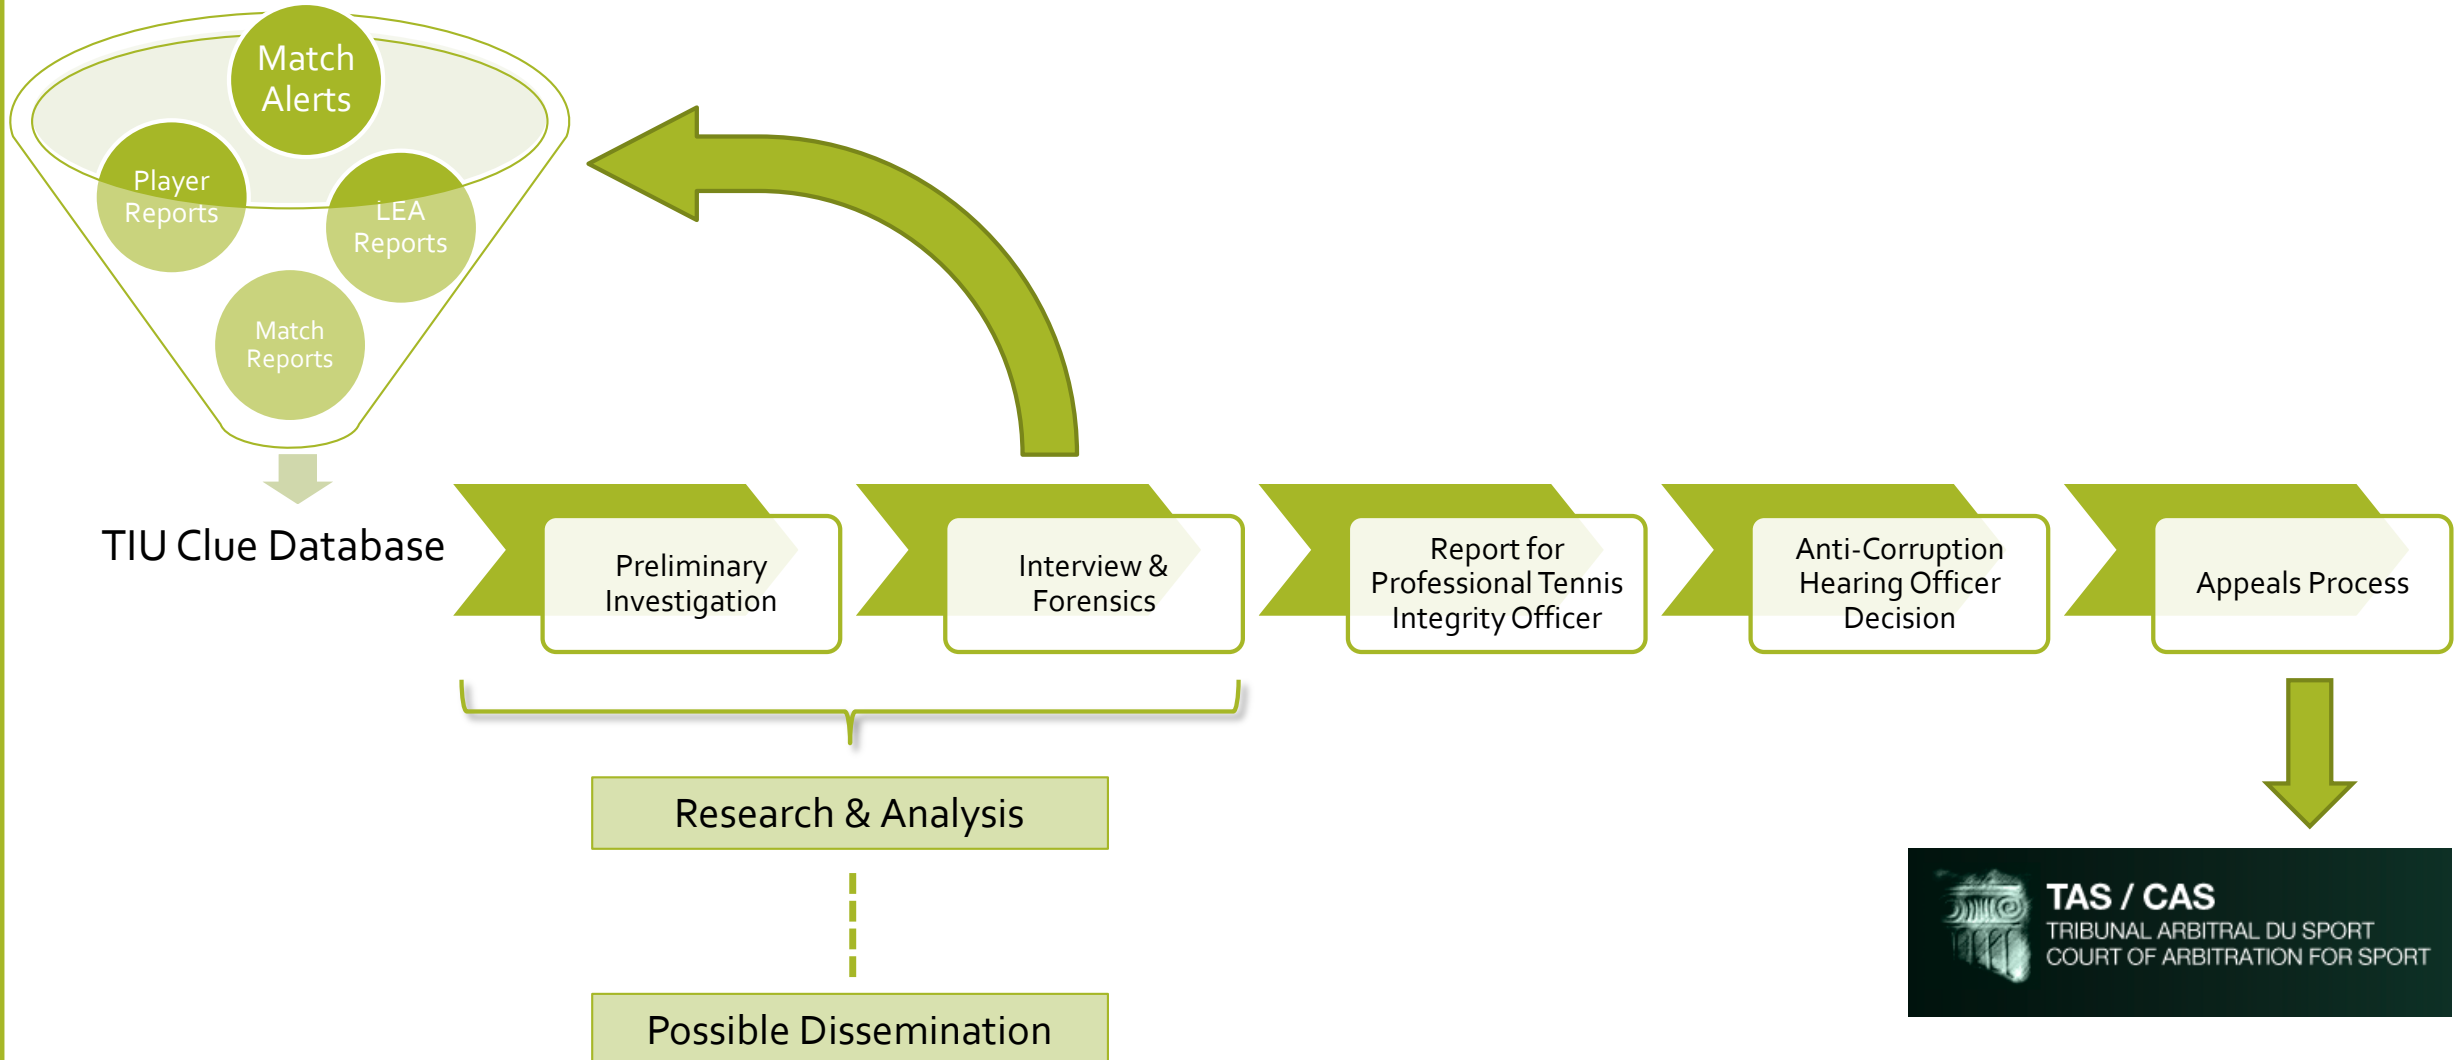 Match
Alerts
Player
Reports
LEA
Reports
Match
Reports
TIU Clue Database
Preliminary
Investigation
Interview &
Forensics
Report for
Professional Tennis
Integrity Officer
Anti-Corruption
Hearing Officer
Decision
Appeals Process
Research & Analysis
Possible Dissemination
TAS / CAS
TRIBUNAL ARBITRAL DU SPORT
COURT OF ARBITRATION FOR SPORT